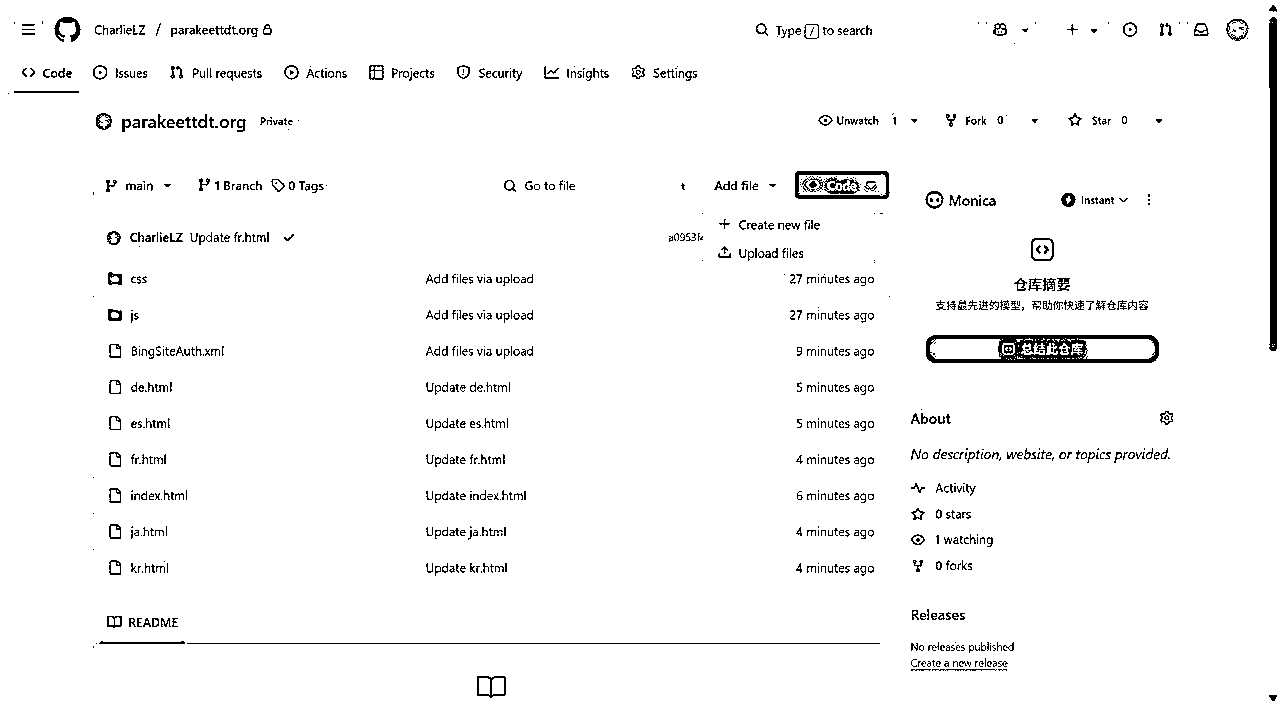 CharlieLZ / parakeettdt.org
Type / to search
Code Issues Pull requests Actions Projects Security Insights Settings
parakeettdt.org Private
Unwatch 1 Fork 0 Star 0
main 1 Branch 0 Tags Go to file t Add file Code
Create new file
Upload files
CharlieLZ Update fr.html
css Add files via upload 27 minutes ago
js Add files via upload 27 minutes ago
BingSiteAuth.xml Add files via upload 9 minutes ago
de.html Update de.html 5 minutes ago
es.html Update es.html 5 minutes ago
fr.html Update fr.html 4 minutes ago
index.html Update index.html 6 minutes ago
ja.html Update ja.html 4 minutes ago
kr.html Update kr.html 4 minutes ago
README
Monica Instant
仓库摘要
支持最先进的模型，帮助你快速了解仓库内容
总结此仓库
About
No description, website, or topics provided.
Activity
0 stars
1 watching
0 forks
Releases
No releases published
Create a new release